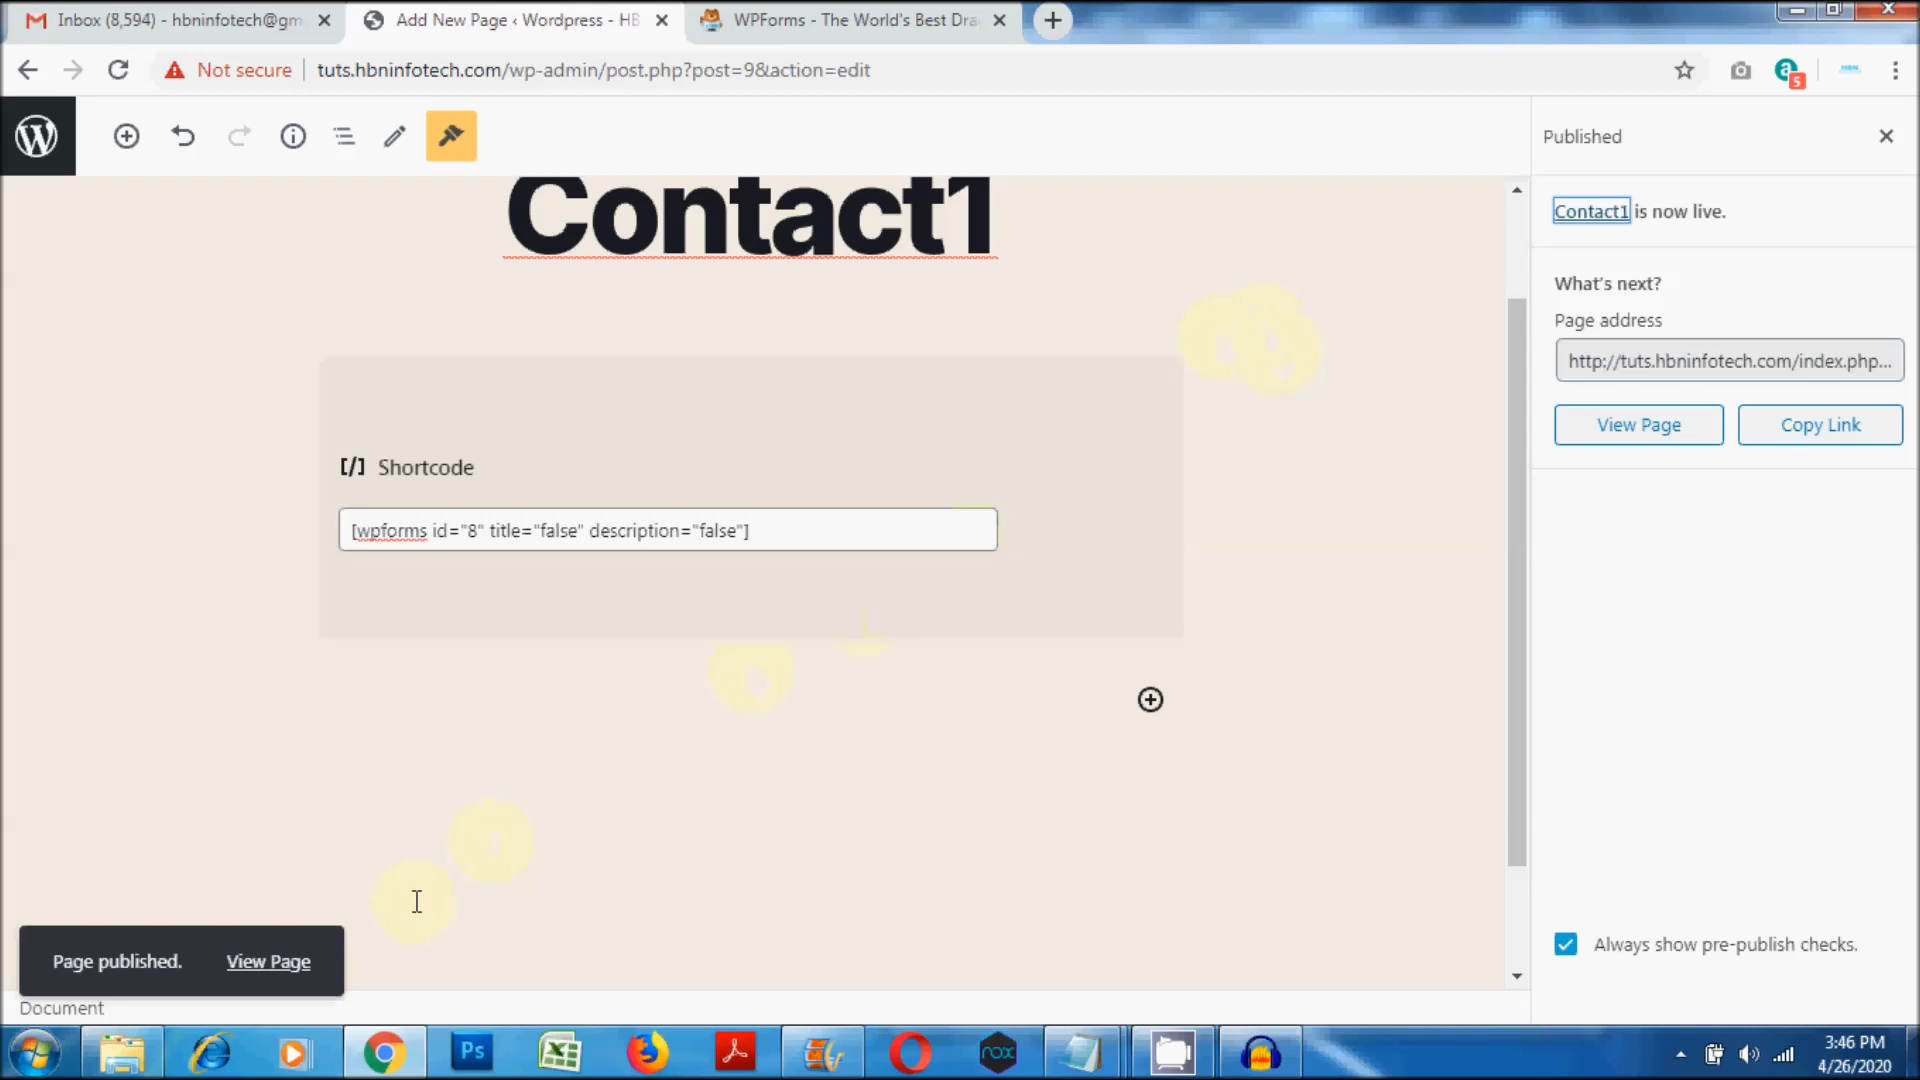 Inbox (8,594) - hbninfotech@gm
Add New Page ‹ Wordpress - HB
WPForms - The World's Best Dra
Not secure
tuts.hbninfotech.com/wp-admin/post.php?post=9&action=edit
5
Published
Contact1
Contact1 is now live.
What's next?
Page address
http://tuts.hbninfotech.com/index.php...
View Page
Copy Link
[/] Shortcode
[wpforms id="8" title="false" description="false"]
Always show pre-publish checks.
Page published.
View Page
Document
Ps
nox
3:46 PM
4/26/2020